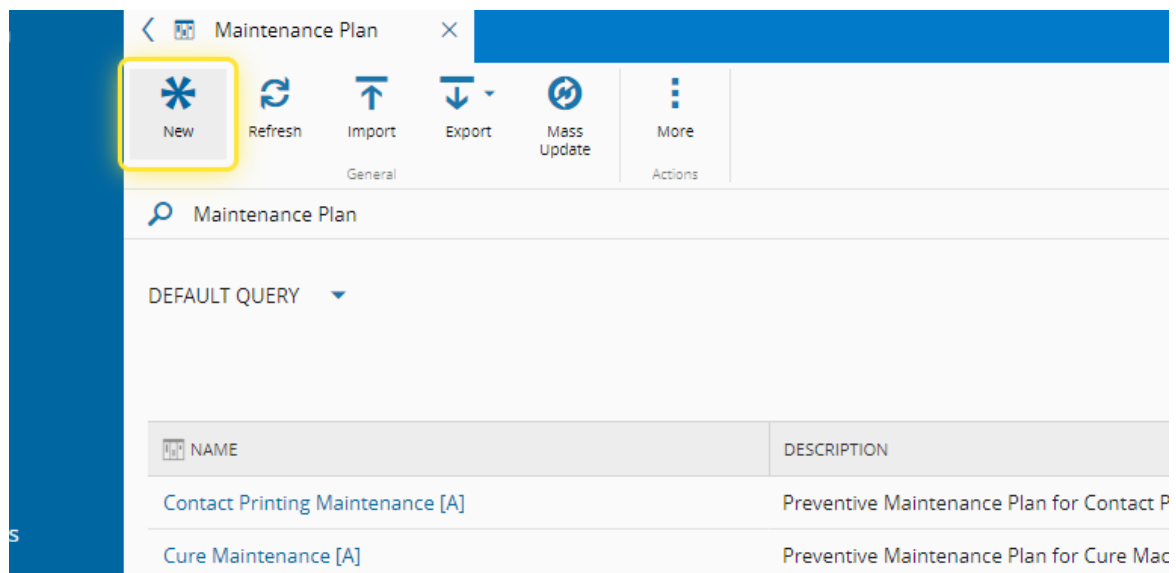 Maintenance Plan
New Refresh Import Export Mass Update More
General Actions
Maintenance Plan
DEFAULT QUERY
NAME DESCRIPTION
Contact Printing Maintenance [A] Preventive Maintenance Plan for Contact P
Cure Maintenance [A] Preventive Maintenance Plan for Cure Mac
s